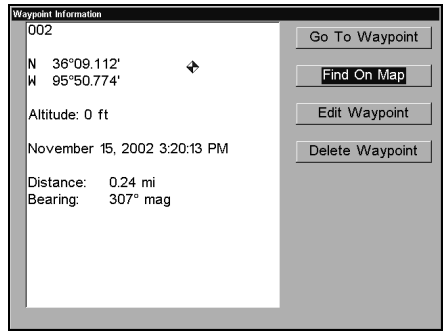 Waypoint Information
002
N 36°09.112'
W 95°50.774'
Altitude: 0 ft
November 15, 2002 3:20:13 PM
Distance: 0.24 mi
Bearing: 307° mag
Go To Waypoint
Find On Map
Edit Waypoint
Delete Waypoint